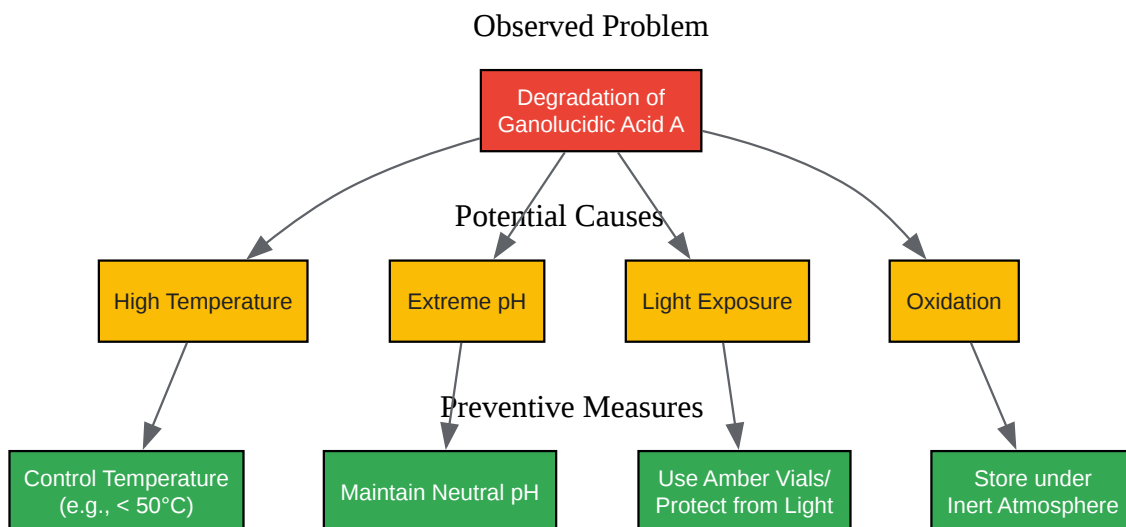 Observed Problem
Degradation of
Ganolucidic Acid A
Potential Causes
High Temperature
Extreme pH
Light Exposure
Oxidation
Preventive Measures
Control Temperature
(e.g., < 50°C)
Maintain Neutral pH
Use Amber Vials/
Protect from Light
Store under
Inert Atmosphere